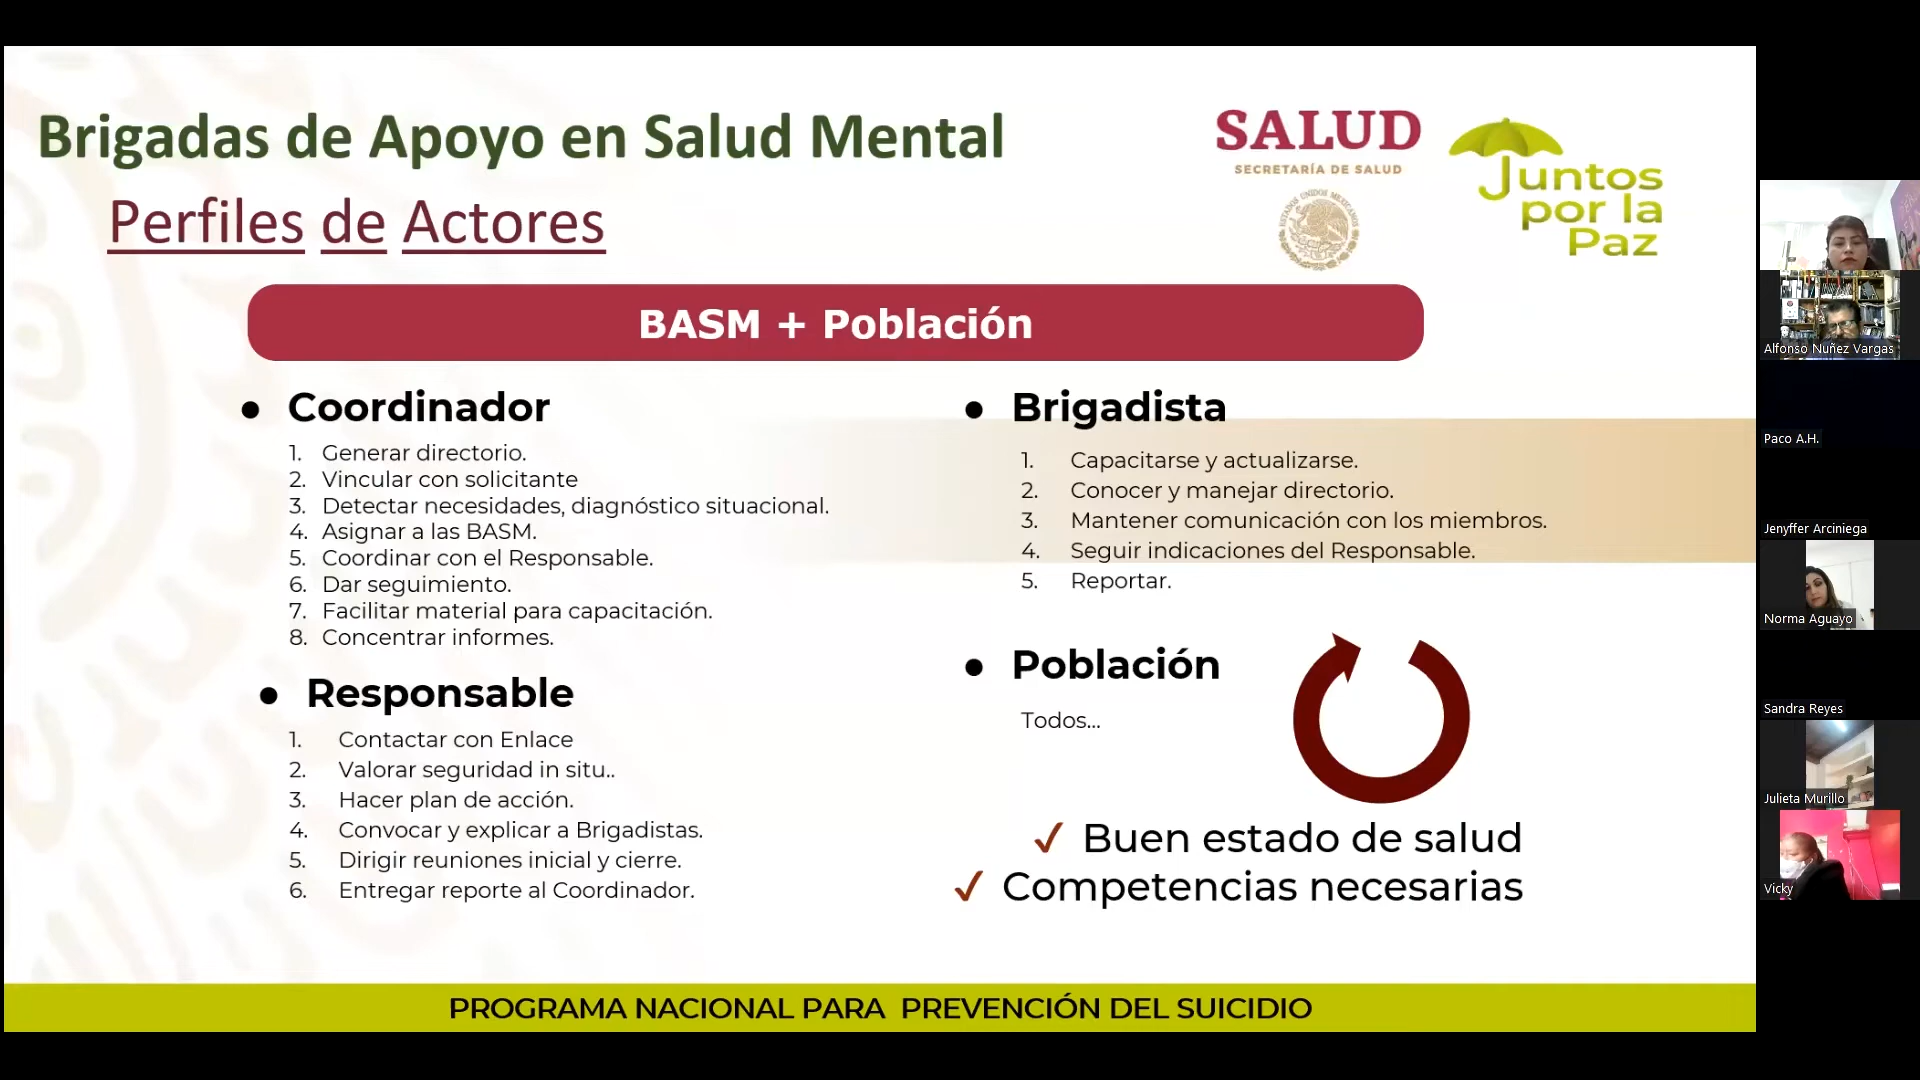 Brigadas de Apoyo en Salud Mental
Perfiles de Actores
SALUD
SECRETARÍA DE SALUD
ESTADOS UNIDOS MEXICANOS
Juntos
por la
Paz
BASM + Población
● Coordinador
1. Generar directorio.
2. Vincular con solicitante
3. Detectar necesidades, diagnóstico situacional.
4. Asignar a las BASM.
5. Coordinar con el Responsable.
6. Dar seguimiento.
7. Facilitar material para capacitación.
8. Concentrar informes.
● Responsable
1. Contactar con Enlace
2. Valorar seguridad in situ..
3. Hacer plan de acción.
4. Convocar y explicar a Brigadistas.
5. Dirigir reuniones inicial y cierre.
6. Entregar reporte al Coordinador.
● Brigadista
1. Capacitarse y actualizarse.
2. Conocer y manejar directorio.
3. Mantener comunicación con los miembros.
4. Seguir indicaciones del Responsable.
5. Reportar.
● Población
Todos...
✓ Buen estado de salud
✓ Competencias necesarias
PROGRAMA NACIONAL PARA PREVENCIÓN DEL SUICIDIO
Alfonso Nuñez Vargas
Paco A.H.
Jenyffer Arciniega
Norma Aguayo
Sandra Reyes
Julieta Murillo
Vicky